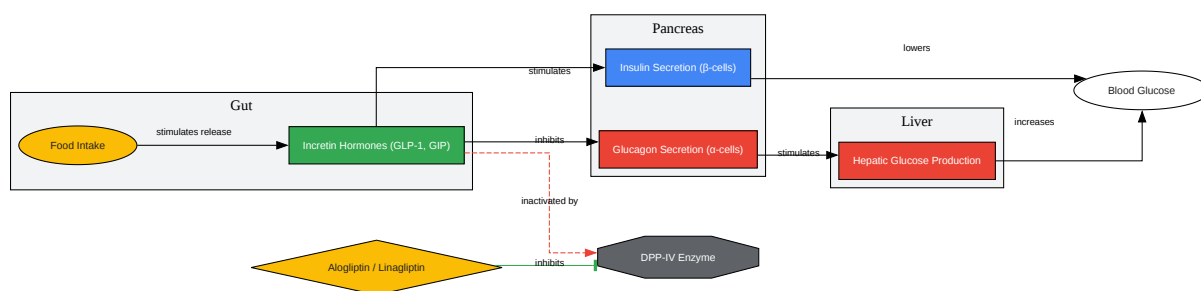 Pancreas
Insulin Secretion (β-cells)
lowers
stimulates
Blood Glucose
Gut
Food Intake
stimulates release
Incretin Hormones (GLP-1, GIP)
inhibits
Glucagon Secretion (α-cells)
stimulates
Liver
Hepatic Glucose Production
increases
inactivated by
Alogliptin / Linagliptin
inhibits
DPP-IV Enzyme